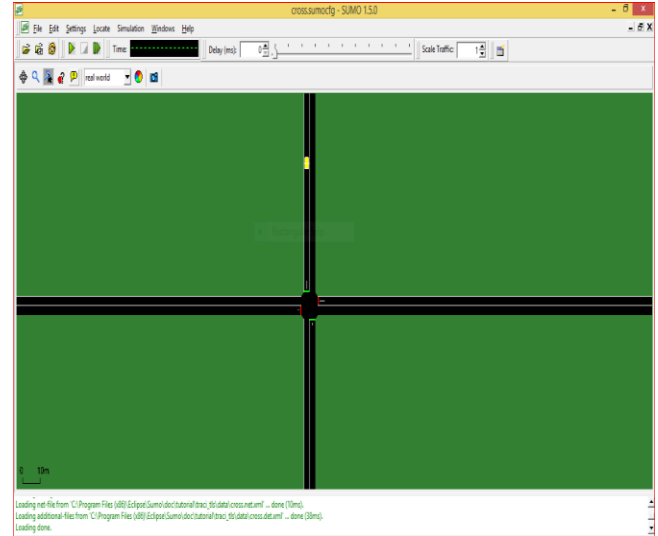 cross.sumocfg - SUMO 1.5.0
File Edit Settings Locate Simulation Windows Help
Time: Delay (ms): 0 Scale Traffic: 1
real world
0 10m
Loading net-file from 'C:\Program Files (x86)\Eclipse\Sumo\doc\tutorial\traci_tls\data\cross.net.xml' ... done (10ms).
Loading additional-files from 'C:\Program Files (x86)\Eclipse\Sumo\doc\tutorial\traci_tls\data\cross.det.xml' ... done (38ms).
Loading done.